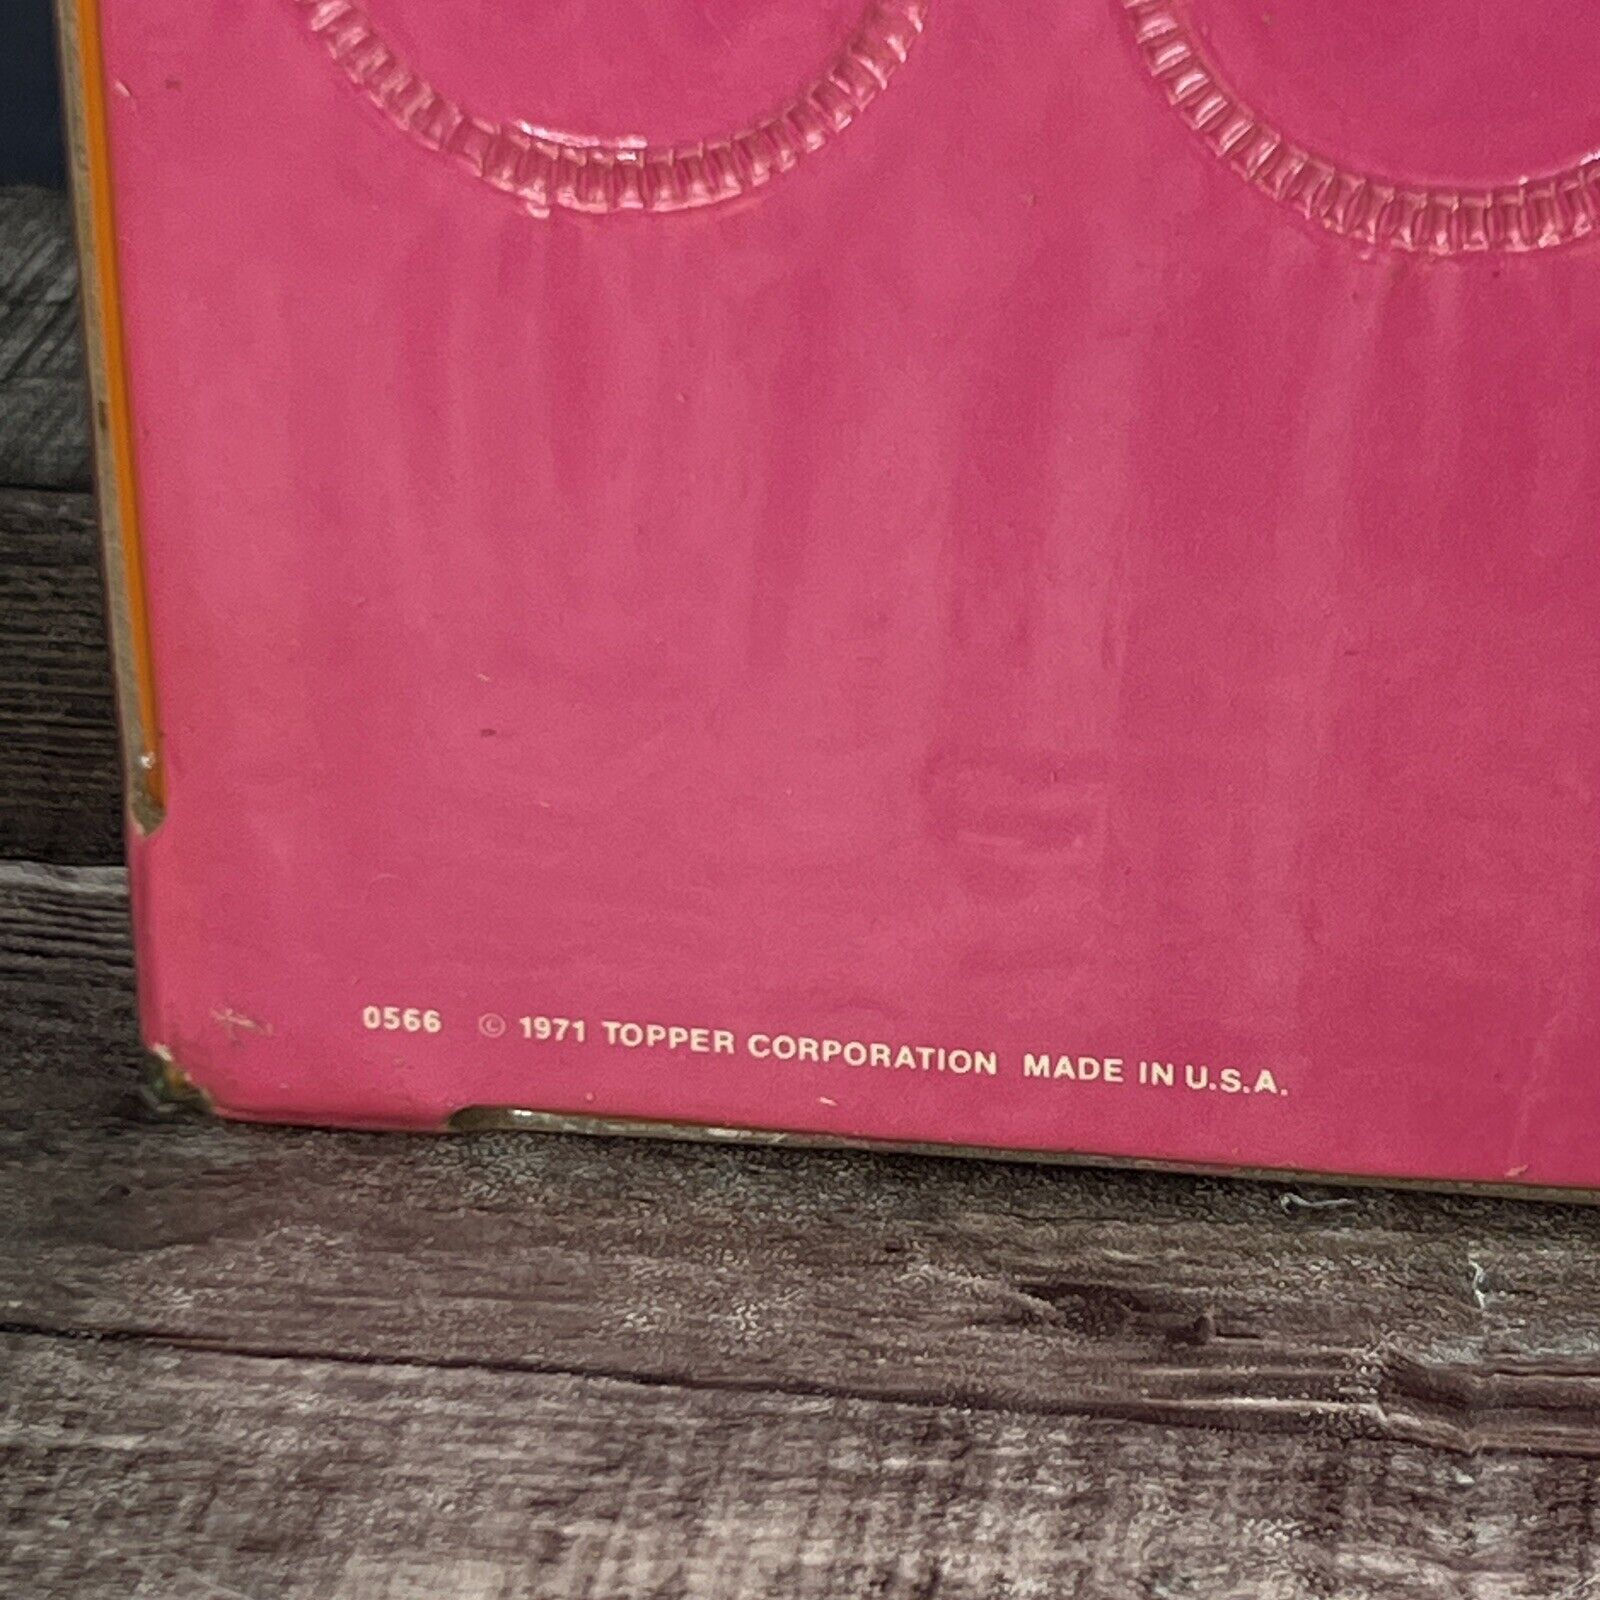 0566 © 1971 TOPPER CORPORATION MADE IN U.S.A.